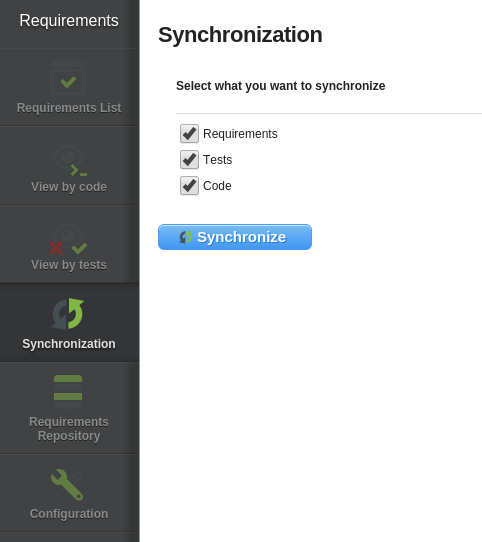 Requirements
Requirements List
View by code
View by tests
Synchronization
Requirements
Repository
Configuration
Synchronization
Select what you want to synchronize
Requirements
Tests
Code
Synchronize